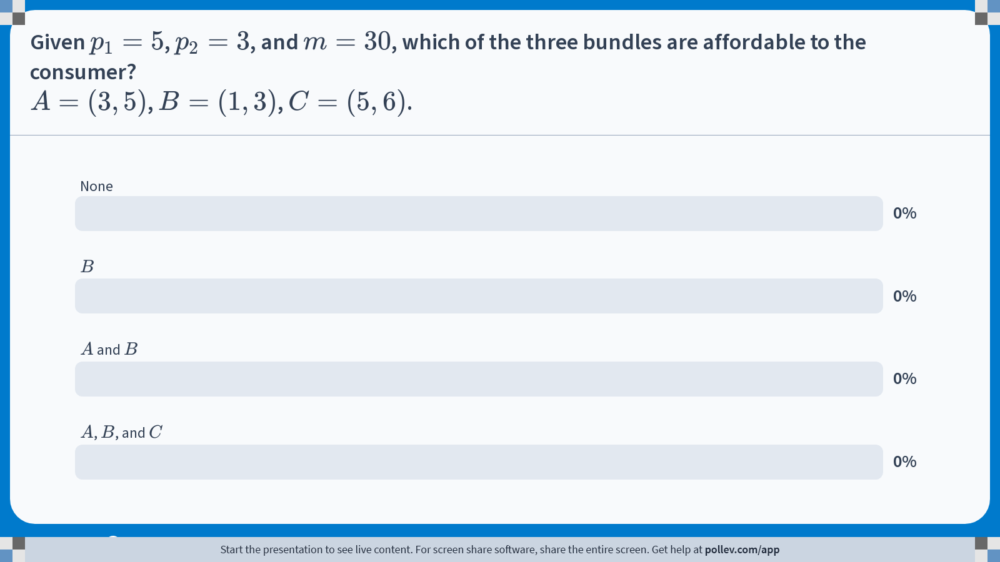 Given p₁ = 5, p₂ = 3, and m = 30, which of the three bundles are affordable to the
consumer?
A = (3, 5), B = (1, 3), C = (5, 6).
None
0%
B
0%
A and B
0%
A, B, and C
0%
Start the presentation to see live content. For screen share software, share the entire screen. Get help at pollev.com/app